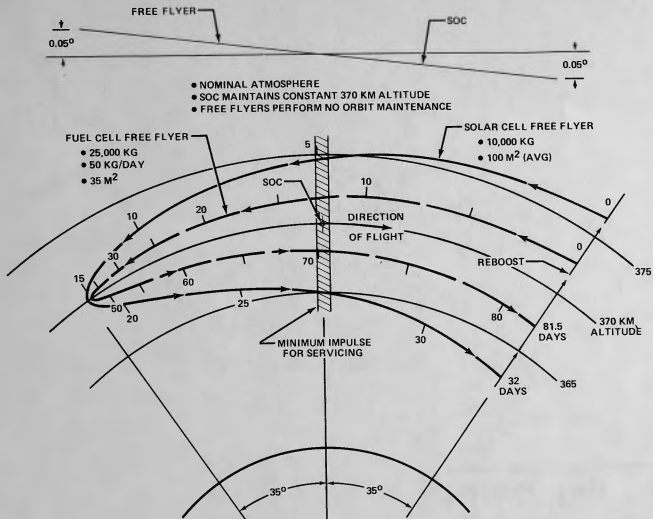 FREE FLYER
SOC
0.05°
0.05°
• NOMINAL ATMOSPHERE
• SOC MAINTAINS CONSTANT 370 KM ALTITUDE
• FREE FLYERS PERFORM NO ORBIT MAINTENANCE
FUEL CELL FREE FLYER
• 25,000 KG
• 50 KG/DAY
• 35 M²
SOLAR CELL FREE FLYER
• 10,000 KG
• 100 M² (AVG)
5
SOC
10
20
10
0
DIRECTION
OF FLIGHT
30
0
REBOOST
375
15
60
70
50
20
25
80
370 KM
ALTITUDE
81.5
DAYS
30
MINIMUM IMPULSE
FOR SERVICING
365
32
DAYS
35°
35°